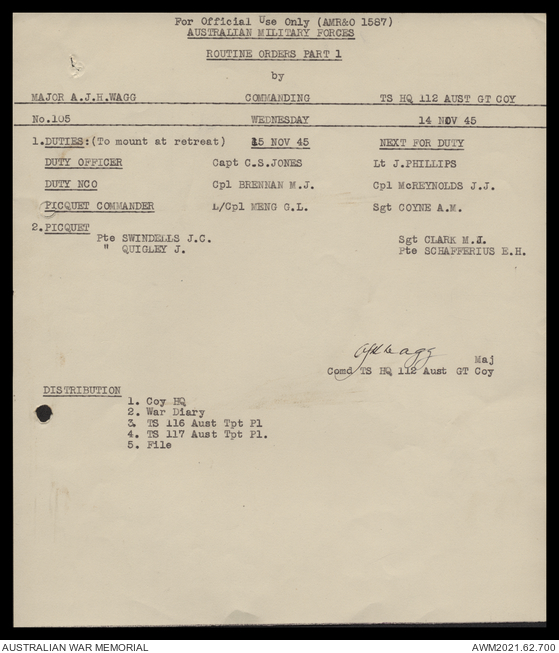 For Official Use Only (AMR&O 1587)
AUSTRALIAN MILITARY FORCES
ROUTINE ORDERS PART 1
by
MAJOR A.J.H.WAGG COMMANDING TS HQ 112 AUST GT COY
No.105 WEDNESDAY 14 NOV 45
1.DUTIES:(To mount at retreat) 15 NOV 45 NEXT FOR DUTY
DUTY OFFICER Capt C.S.JONES Lt J.PHILLIPS
DUTY NCO Cpl BRENNAN M.J. Cpl McREYNOLDS J.J.
PICQUET COMMANDER L/Cpl MENG G.L. Sgt COYNE A.M.
2.PICQUET
Pte SWINDELLS J.C. Sgt CLARK M.J.
" QUIGLEY J. Pte SCHAFFERIUS E.H.
AJHWagg Maj
Comd TS HQ 112 Aust GT Coy
DISTRIBUTION
1. Coy HQ
2. War Diary
3. TS 116 Aust Tpt Pl
4. TS 117 Aust Tpt Pl.
5. File
AUSTRALIAN WAR MEMORIAL AWM2021.62.700